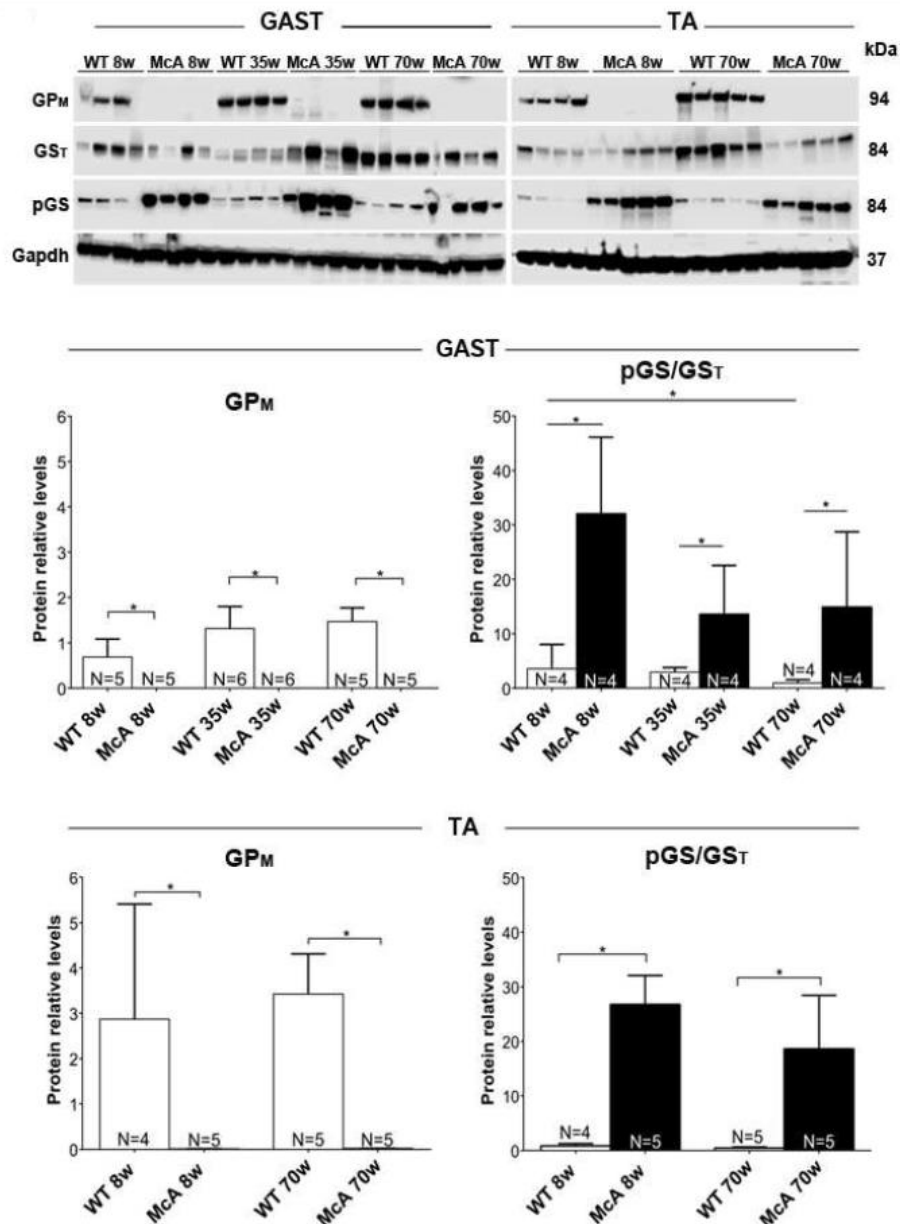 GAST TA
kDa
WT 8w McA 8w WT 35w McA 35w WT 70w McA 70w WT 8w McA 8w WT 70w McA 70w
GPM 94
GST 84
pGS 84
Gapdh 37
GAST
GPM
Protein relative levels
6
5
4
3
2
1
0
* * *
N=5 N=5 N=6 N=6 N=5 N=5
WT 8w McA 8w WT 35w McA 35w WT 70w McA 70w
pGS/GST
Protein relative levels
50
40
30
20
10
0
*
* * *
N=4 N=4 N=4 N=4 N=4 N=4
WT 8w McA 8w WT 35w McA 35w WT 70w McA 70w
TA
GPM
Protein relative levels
6
5
4
3
2
1
0
* *
N=4 N=5 N=5 N=5
WT 8w McA 8w WT 70w McA 70w
pGS/GST
Protein relative levels
50
40
30
20
10
0
* *
N=4 N=5 N=5 N=5
WT 8w McA 8w WT 70w McA 70w